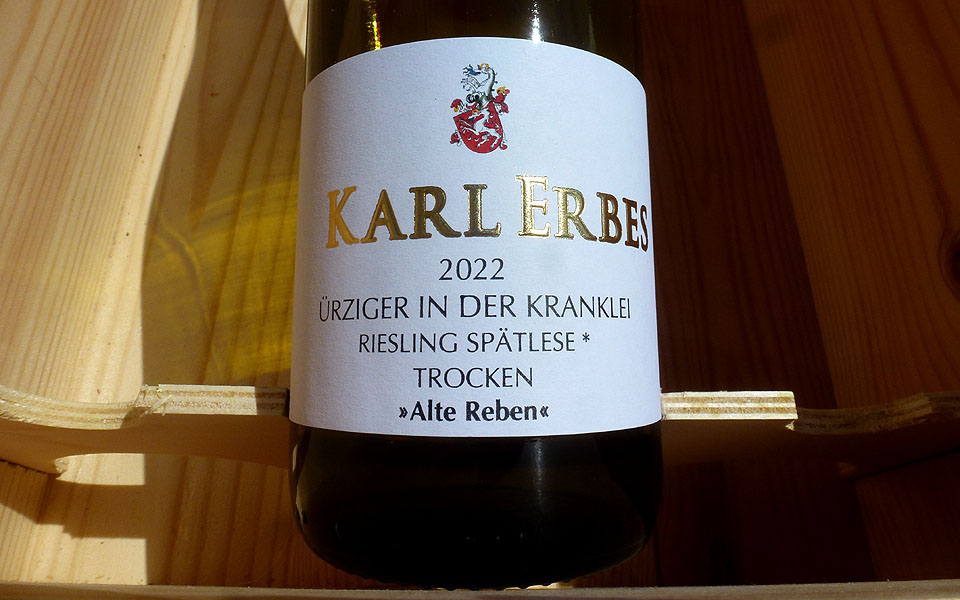 KARL ERBES
2022
ÜRZIGER IN DER KRANKLEI
RIESLING SPÄTLESE *
TROCKEN
»Alte Reben«